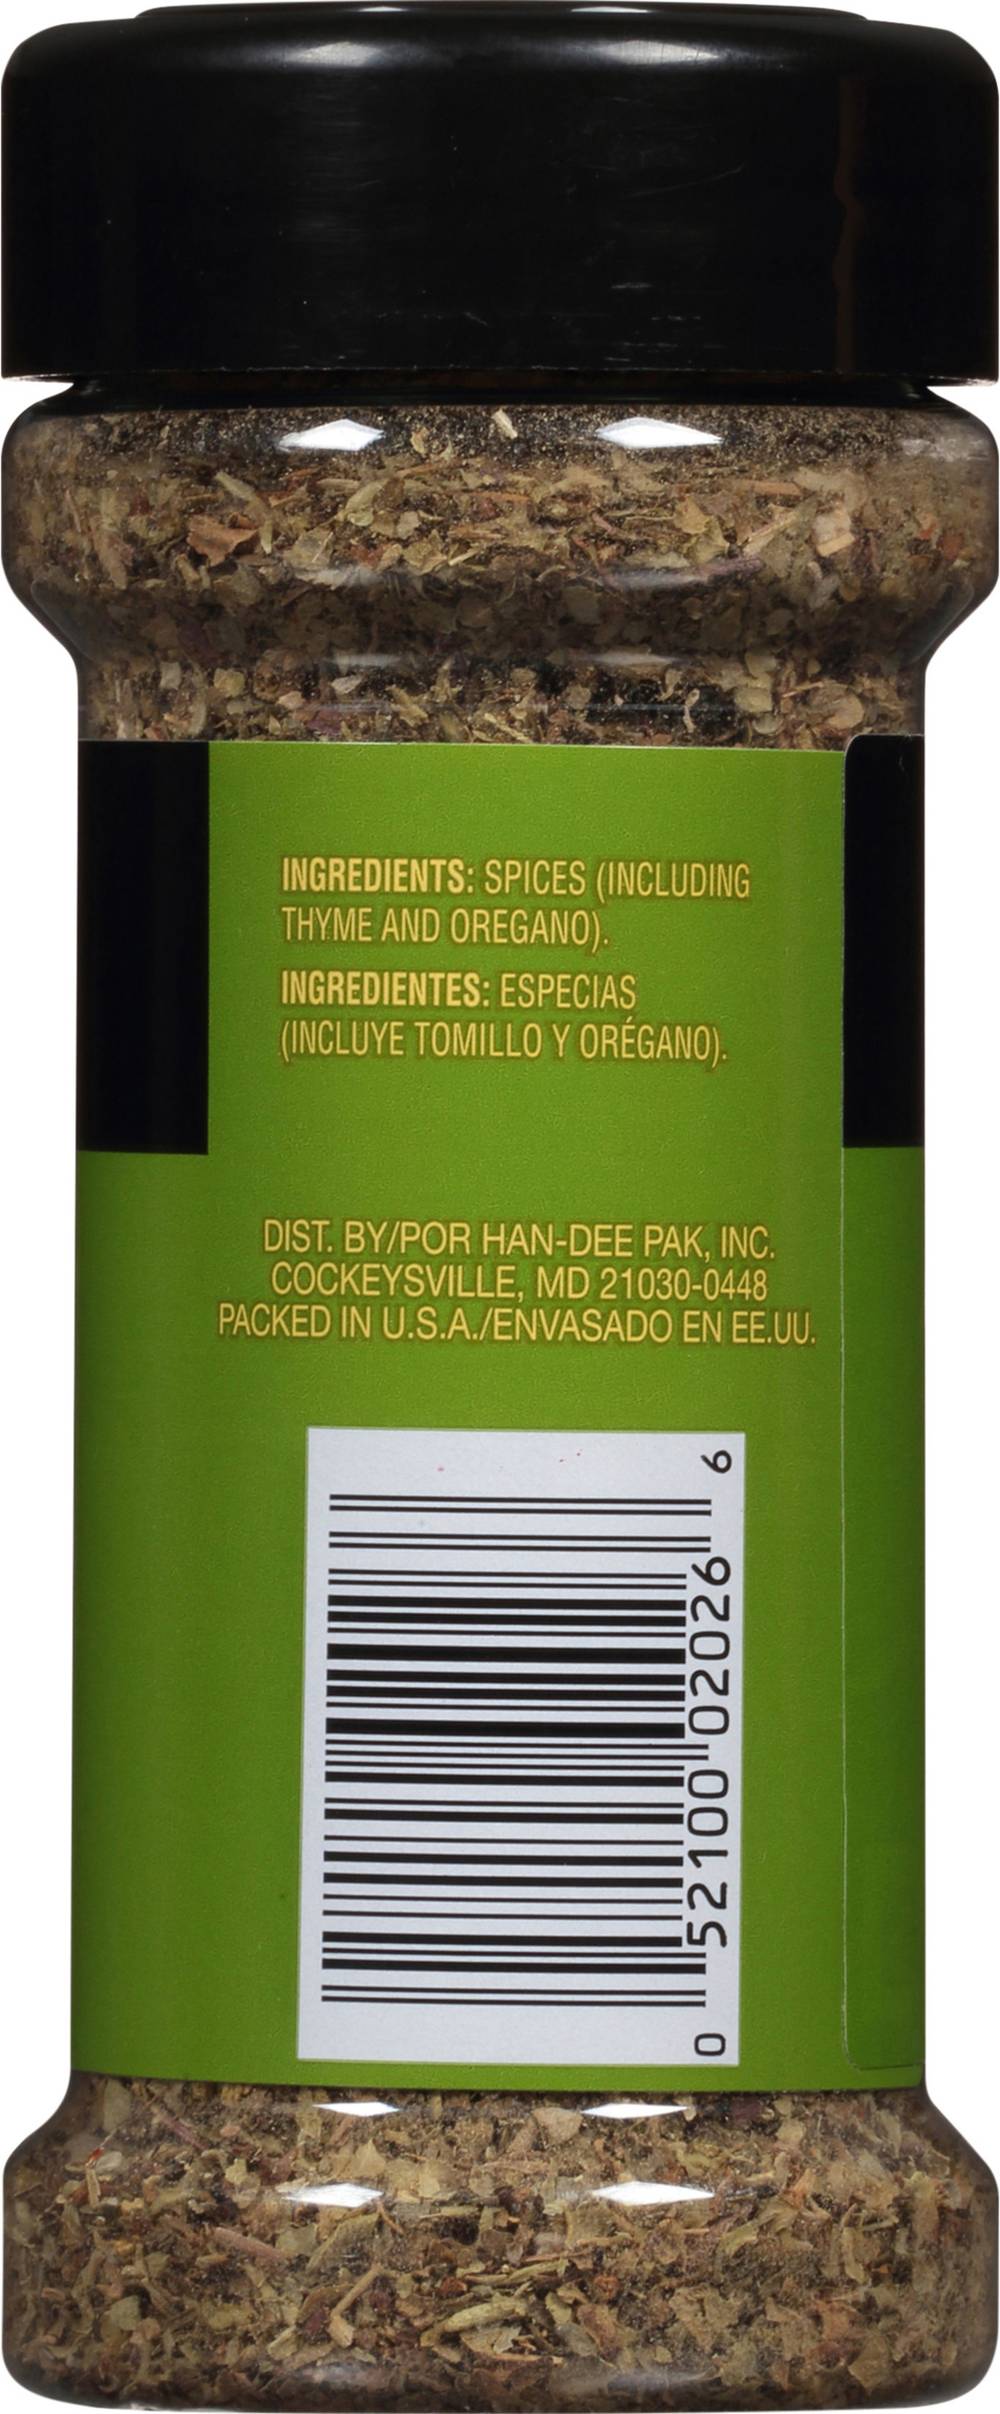 INGREDIENTS: SPICES (INCLUDING
THYME AND OREGANO).
INGREDIENTES: ESPECIAS
(INCLUYE TOMILLO Y ORÉGANO).
DIST. BY/POR HAN-DEE PAK, INC.
COCKEYSVILLE, MD 21030-0448
PACKED IN U.S.A./ENVASADO EN EE.UU.
0 52100 02026 6